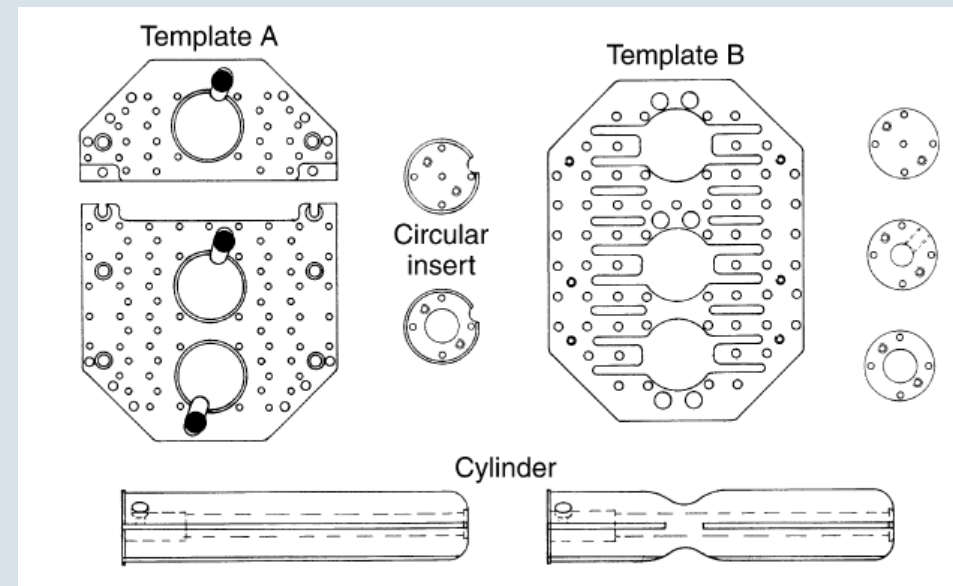 Template A
Template B
Circular
insert
Cylinder